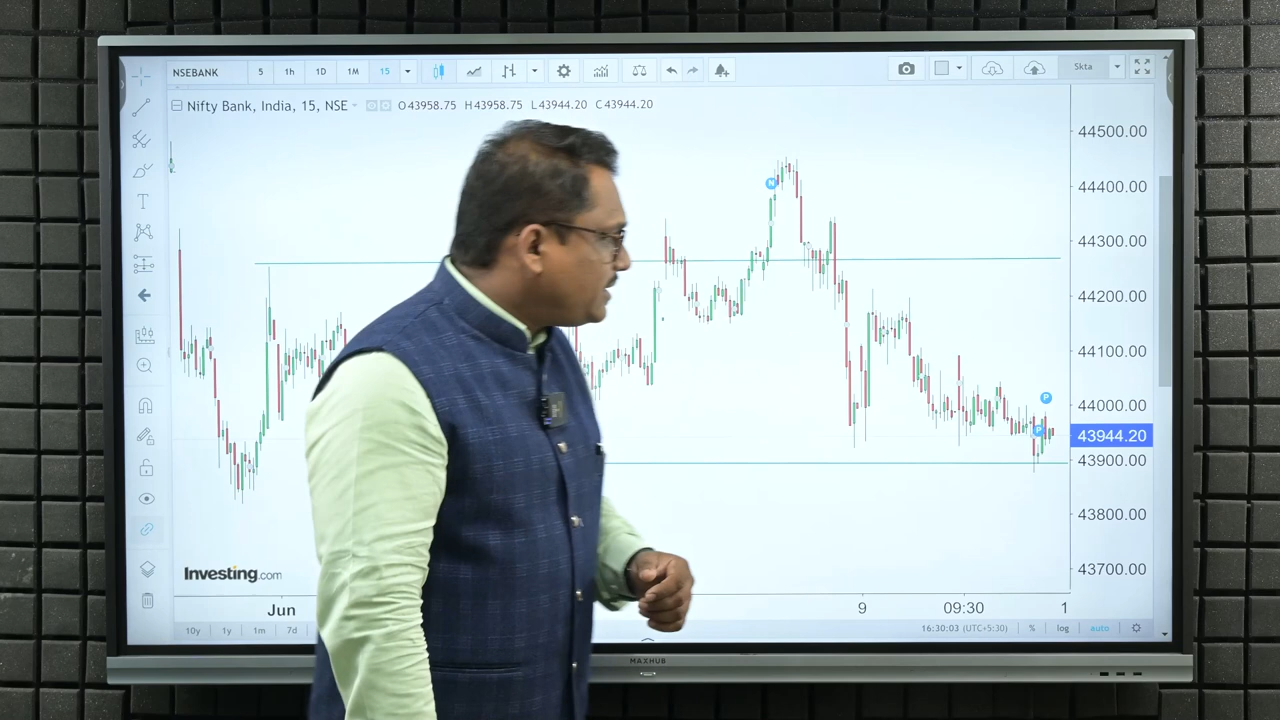 NSEBANK 5 1h 1D 1M 15 Skta
Nifty Bank, India, 15, NSE O43958.75 H43958.75 L43944.20 C43944.20
44500.00
44400.00
44300.00
44200.00
44100.00
44000.00
43944.20
43900.00
43800.00
43700.00
N
P
P
T
Investing.com
Jun 9 09:30 1
10y 1y 1m 7d 16:30:03 (UTC+5:30) % log auto
MAXHUB